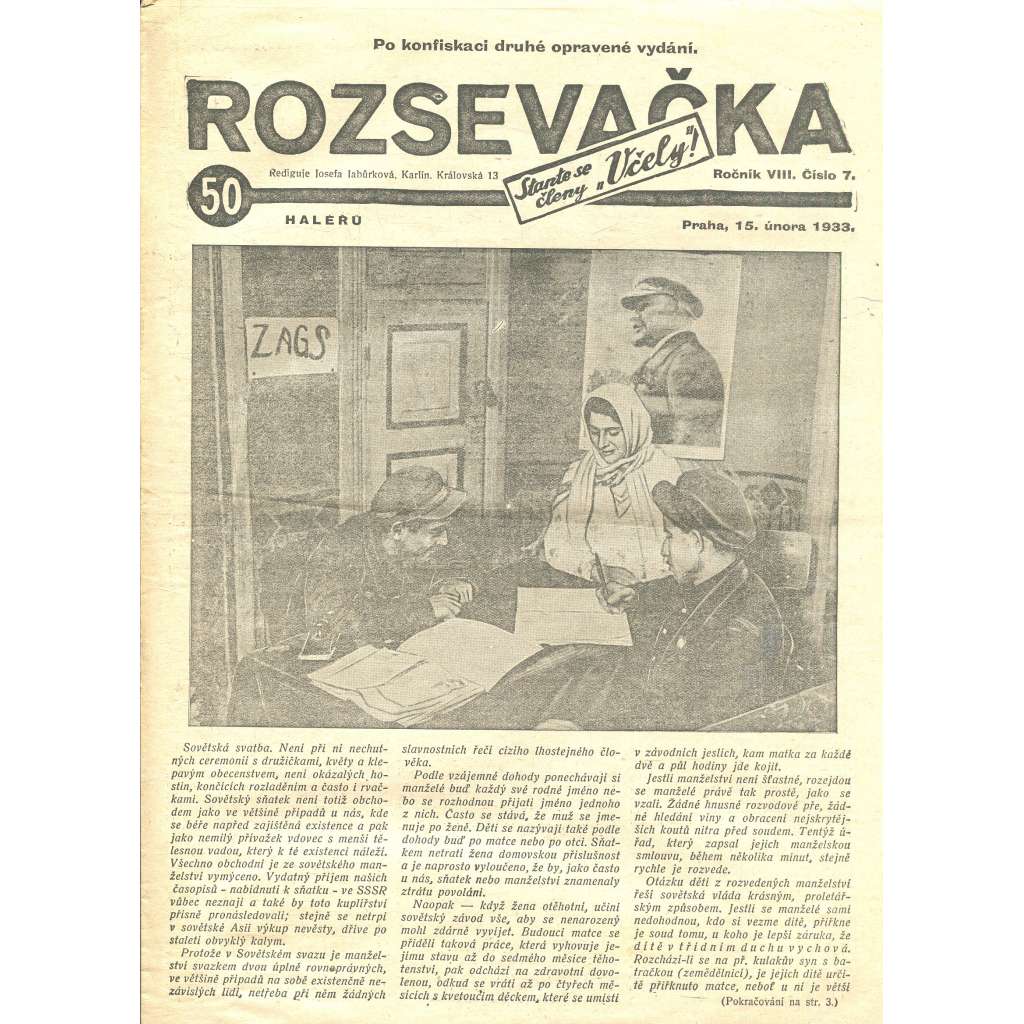 Po konfiskaci druhé opravené vydání.
ROZSEVAČKA
Staňte se
členy „Včely"!
Rediguje Josefa Jabůrková, Karlín, Královská 13
Ročník VIII. Číslo 7.
50
HALÉŘŮ
Praha, 15. února 1933.
ZAGS
Sovětská svatba. Není při ní nechut-
ných ceremonií s družičkami, květy a kle-
pavým obecenstvem, není okázalých ho-
stin, končících rozladěním a často i rvač-
kami. Sovětský sňatek není totiž obcho-
dem jako ve většině případů u nás, kde
se béře napřed zajištěná existence a pak
jako nemilý přívažek vdovec s menší tě-
lesnou vadou, který k té existenci náleží.
Všechno obchodní je ze sovětského man-
želství vymýceno. Vydatný příjem našich
časopisů - nabídnutí k sňatku - ve SSSR
vůbec neznají a také by toto kuplířství
přísně pronásledovali; stejně se netrpí
v sovětské Asii výkup nevěsty, dříve po
staletí obvyklý kalym.
Protože v Sovětském svazu je manžel-
ství svazkem dvou úplně rovnoprávných,
ve většině případů na sobě existenčně ne-
závislých lidí, netřeba při něm žádných
slavnostních řečí cizího lhostejného člo-
věka.
Podle vzájemné dohody ponechávají si
manželé buď každý své rodné jméno ne-
bo se rozhodnou přijati jméno jednoho
z nich. Často se stává, že muž se jme-
nuje po ženě. Děti se nazývají také podle
dohody buď po matce nebo po otci. Sňat-
kem netratí žena domovskou příslušnost
a je naprosto vyloučeno, že by, jako často
u nás, sňatek nebo manželství znamenaly
ztrátu povolání.
Naopak — když žena otěhotní, učiní
sovětský závod vše, aby se nenarozený
mohl zdárně vyvíjet. Budoucí matce se
přidělí taková práce, která vyhovuje je-
jímu stavu až do sedmého měsíce těho-
tenství, pak odchází na zdravotní dovo-
lenou, odkud se vrátí až po čtyřech mě-
sících s kvetoucím děckem, které se umístí
v závodních jeslích, kam matka za každé
dvě a půl hodiny jde kojit.
Jestli manželství není šťastné, rozejdou
se manželé právě tak prostě, jako se
vzali. Žádné hnusné rozvodové pře, žád-
né hledání viny a obracení nejskrytěj-
ších koutů nitra před soudem. Tentýž ú-
řad, který zapsal jejich manželskou
smlouvu, během několika minut, stejně
rychle je rozvede.
Otázku dětí z rozvedených manželství
řeší sovětská vláda krásným, proletář-
ským způsobem. Jestli se manželé sami
nedohodnou, kdo si vezme dítě, přiřkne
je soud tomu, u koho je lepší záruka, že
dítě v třídním duchu vychová.
Rozchází-li se na př. kulakův syn s ba-
tračkou (zemědělnicí), je jejich dítě urči-
tě přiřknuto matce, neboť u ní je větší
(Pokračování na str. 3.)